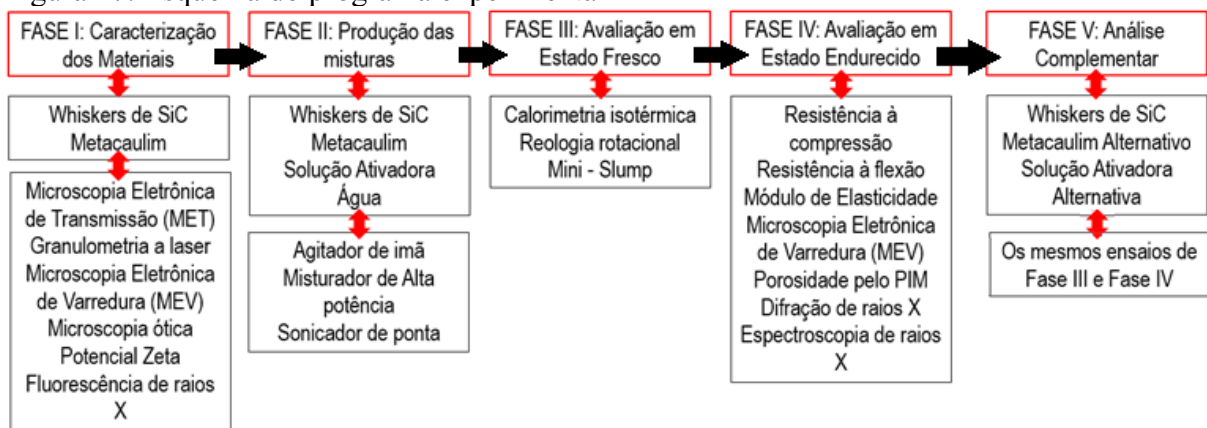 FASE I: Caracterização
dos Materiais
Whiskers de SiC
Metacaulim
Microscopia Eletrônica
de Transmissão (MET)
Granulometria a laser
Microscopia Eletrônica
de Varredura (MEV)
Microscopia ótica
Potencial Zeta
Fluorescência de raios
X
FASE II: Produção das
misturas
Whiskers de SiC
Metacaulim
Solução Ativadora
Água
Agitador de imã
Misturador de Alta
potência
Sonicador de ponta
FASE III: Avaliação em
Estado Fresco
Calorimetria isotérmica
Reologia rotacional
Mini - Slump
FASE IV: Avaliação em
Estado Endurecido
Resistência à
compressão
Resistência à flexão
Módulo de Elasticidade
Microscopia Eletrônica
de Varredura (MEV)
Porosidade pelo PIM
Difração de raios X
Espectroscopia de raios
X
FASE V: Análise
Complementar
Whiskers de SiC
Metacaulim Alternativo
Solução Ativadora
Alternativa
Os mesmos ensaios de
Fase III e Fase IV